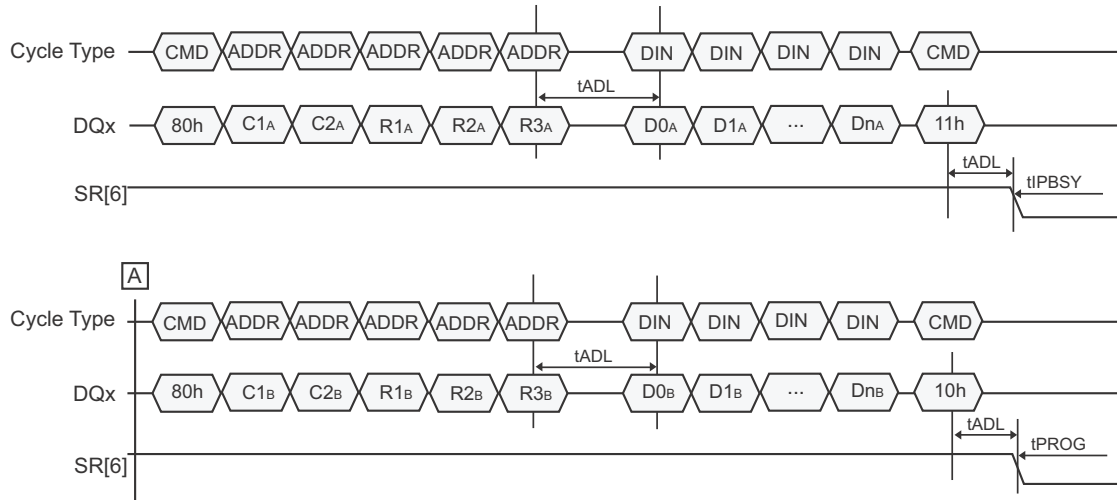 Cycle Type CMD ADDR ADDR ADDR ADDR ADDR DIN DIN DIN DIN CMD
tADL
DQx 80h C1A C2A R1A R2A R3A D0A D1A ... DnA 11h
tADL
tIPBSY
SR[6]
A
Cycle Type CMD ADDR ADDR ADDR ADDR ADDR DIN DIN DIN DIN CMD
tADL
DQx 80h C1B C2B R1B R2B R3B D0B D1B ... DnB 10h
tADL
tPROG
SR[6]